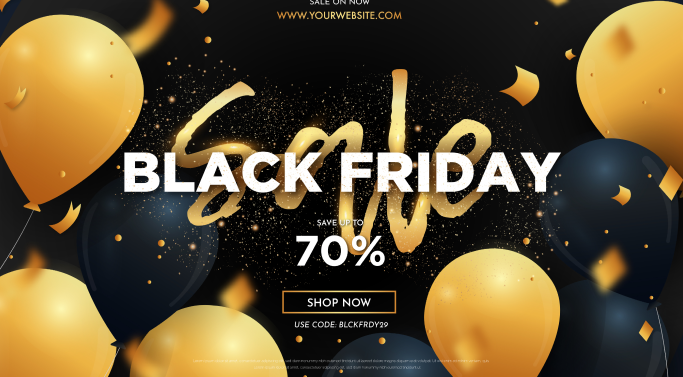 SALE ON NOW
WWW.YOURWEBSITE.COM
Sale
BLACK FRIDAY
SAVE UP TO
70%
SHOP NOW
USE CODE: BLCKFRDY29